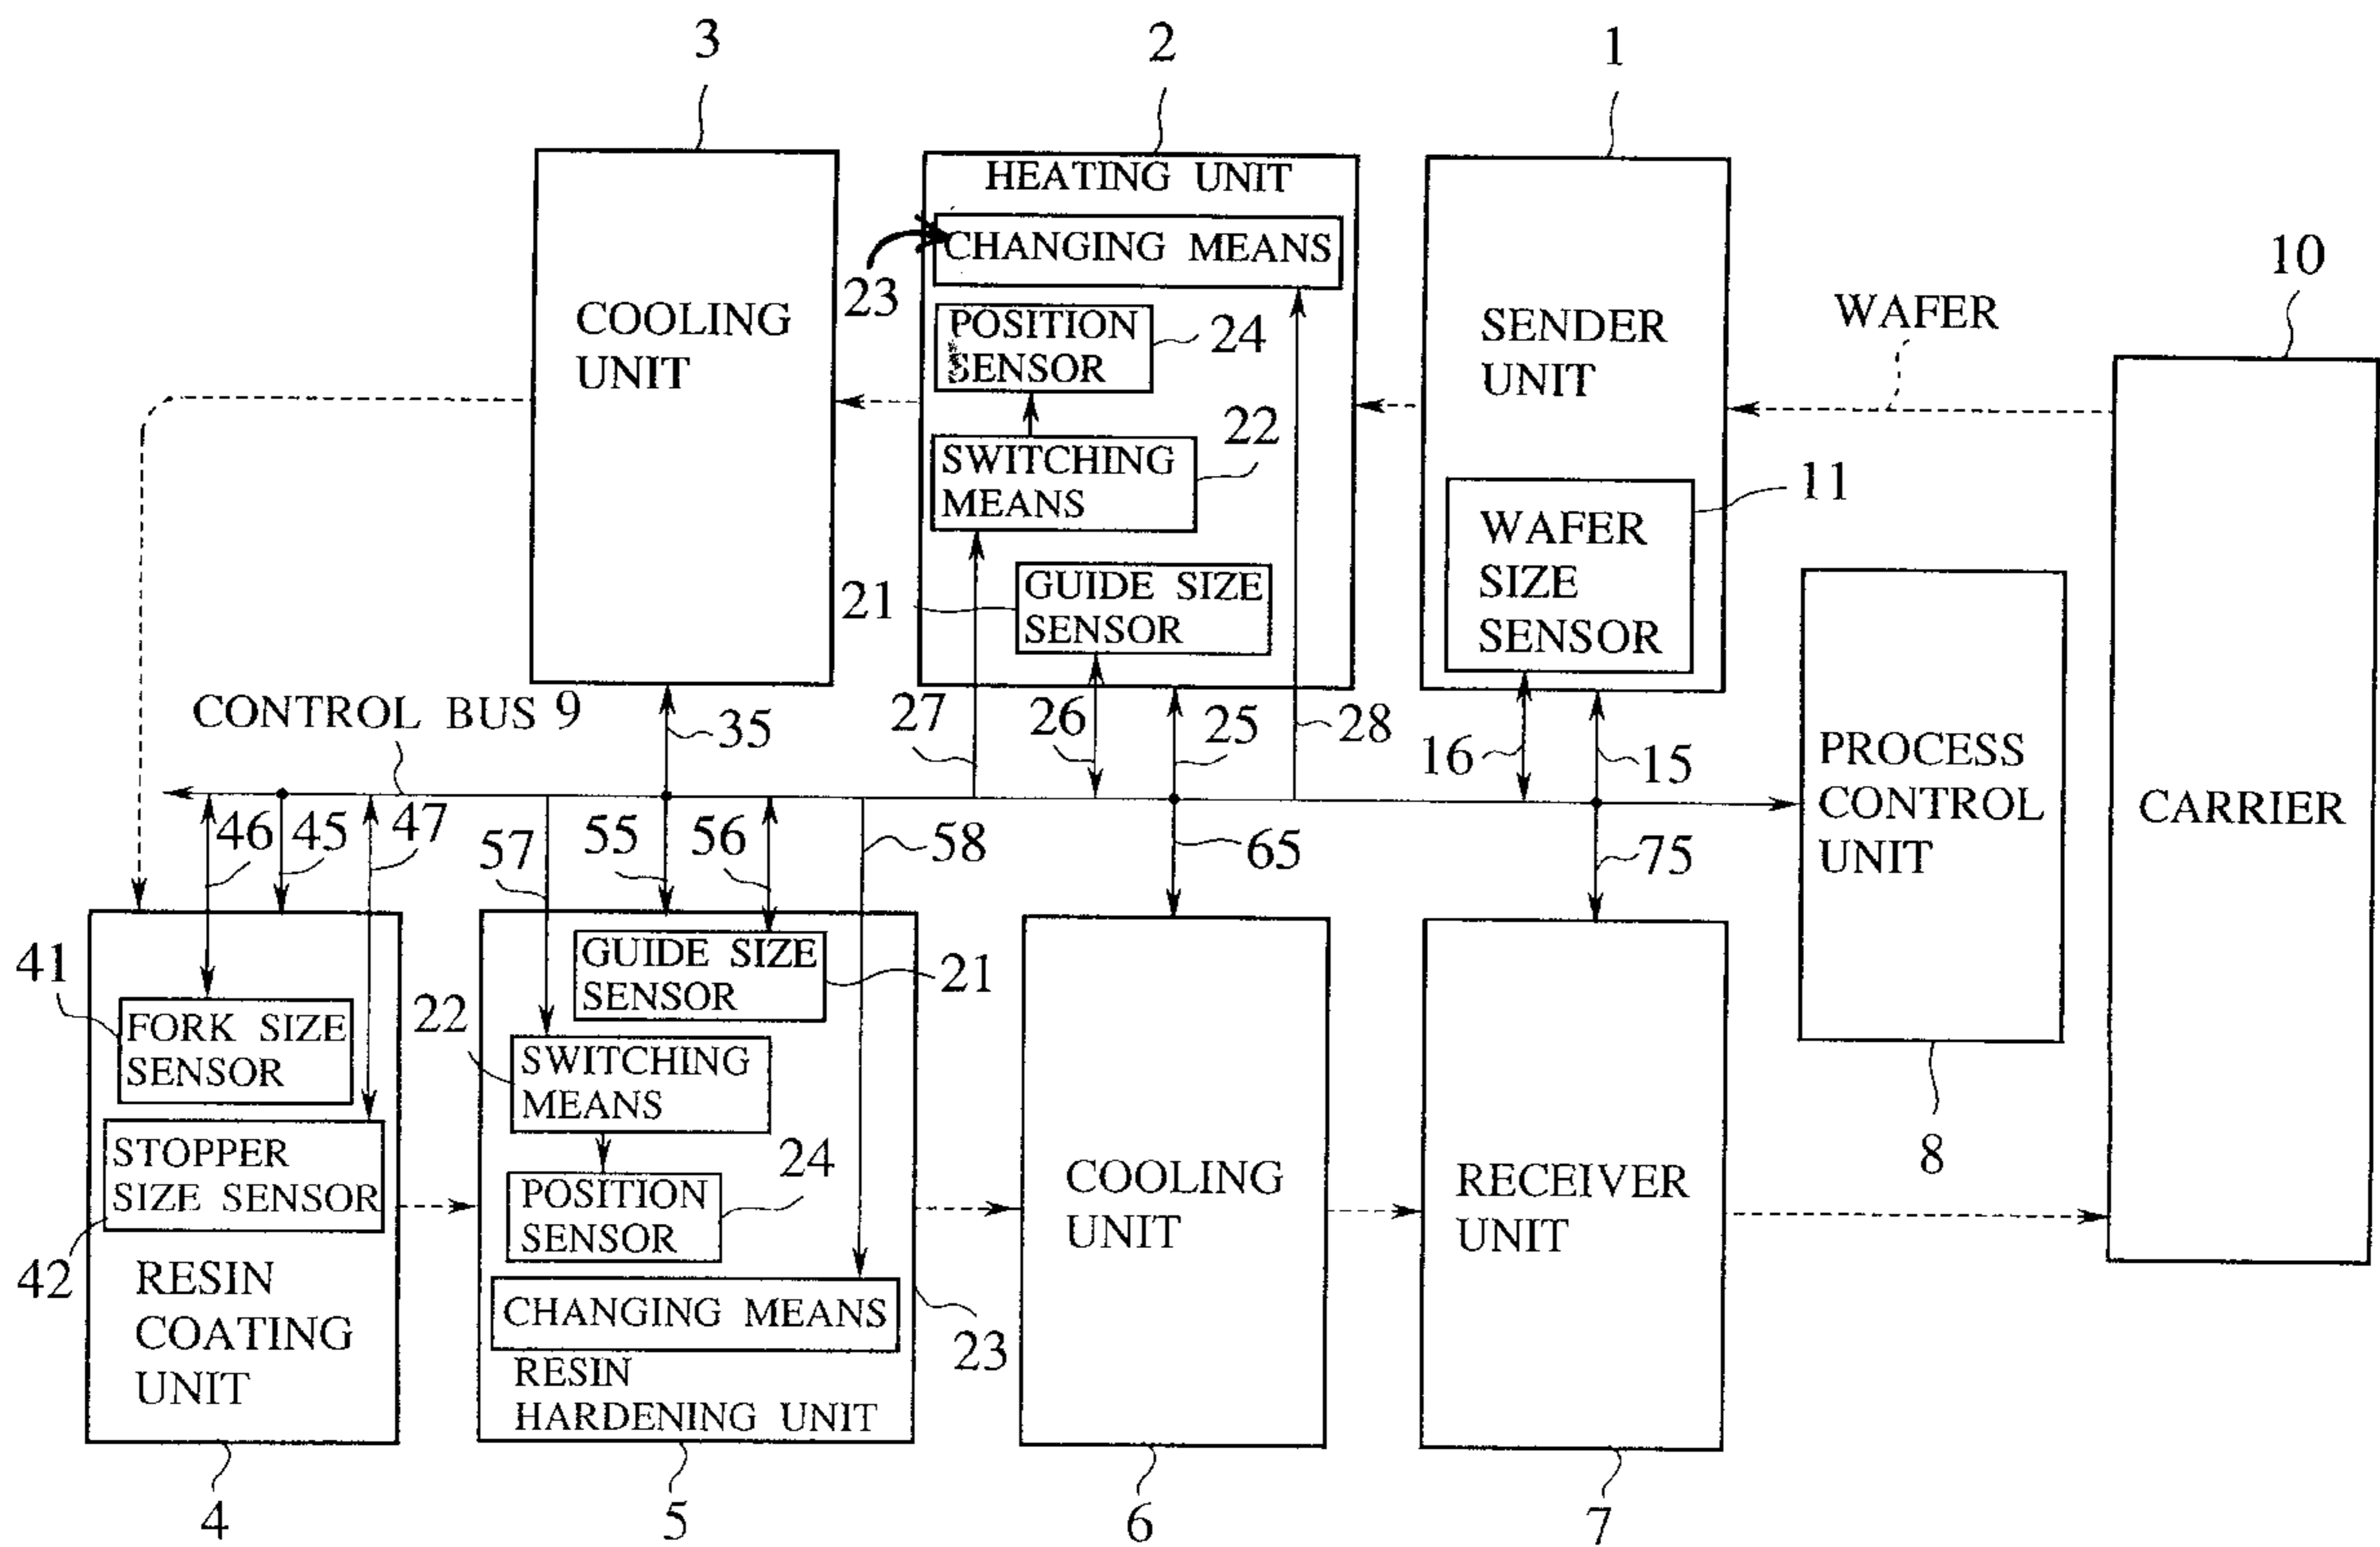 3
2
1
HEATING UNIT
CHANGING MEANS
23
10
COOLING
UNIT
POSITION
SENSOR
24
SENDER
UNIT
WAFER
SWITCHING
MEANS
22
11
WAFER
SIZE
SENSOR
GUIDE SIZE
SENSOR
21
CONTROL BUS 9
35
27
26
25
28
16
15
PROCESS
CONTROL
UNIT
CARRIER
46
45
47
57
55
56
58
65
75
8
41
FORK SIZE
SENSOR
STOPPER
SIZE SENSOR
42
RESIN
COATING
UNIT
GUIDE SIZE
SENSOR
21
22
SWITCHING
MEANS
24
POSITION
SENSOR
CHANGING MEANS
23
RESIN
HARDENING UNIT
COOLING
UNIT
RECEIVER
UNIT
4
5
6
7